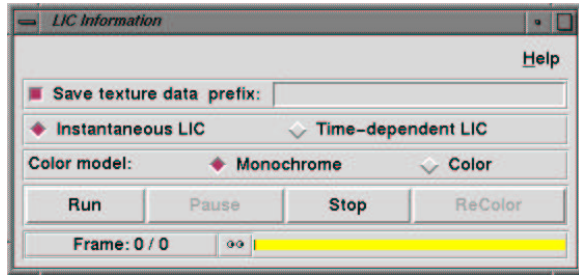 LIC Information
Help
Save texture data prefix:
Instantaneous LIC Time-dependent LIC
Color model: Monochrome Color
Run Pause Stop ReColor
Frame: 0 / 0